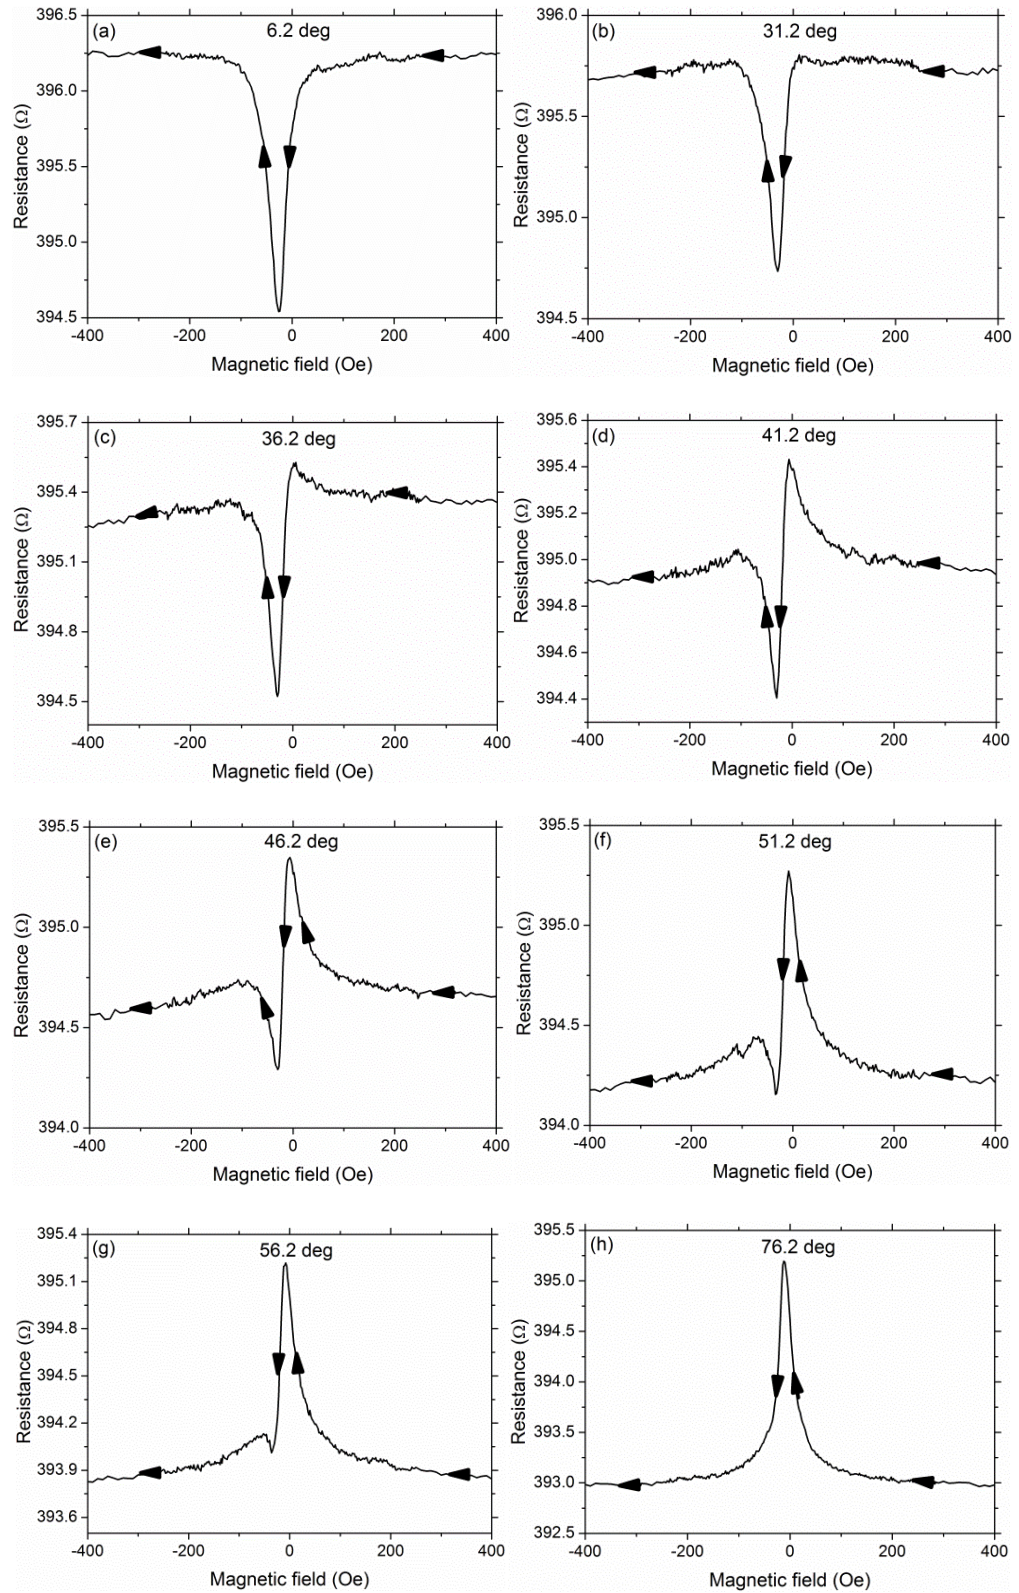 (a)
6.2 deg
396.5
396.0
395.5
395.0
394.5
Resistance (Ω)
-400 -200 0 200 400
Magnetic field (Oe)
(b)
31.2 deg
396.0
395.5
395.0
394.5
Resistance (Ω)
-400 -200 0 200 400
Magnetic field (Oe)
(c)
36.2 deg
395.7
395.4
395.1
394.8
394.5
Resistance (Ω)
-400 -200 0 200 400
Magnetic field (Oe)
(d)
41.2 deg
395.6
395.4
395.2
395.0
394.8
394.6
394.4
Resistance (Ω)
-400 -200 0 200 400
Magnetic field (Oe)
(e)
46.2 deg
395.5
395.0
394.5
394.0
Resistance (Ω)
-400 -200 0 200 400
Magnetic field (Oe)
(f)
51.2 deg
395.5
395.0
394.5
394.0
Resistance (Ω)
-400 -200 0 200 400
Magnetic field (Oe)
(g)
56.2 deg
395.4
395.1
394.8
394.5
394.2
393.9
393.6
Resistance (Ω)
-400 -200 0 200 400
Magnetic field (Oe)
(h)
76.2 deg
395.5
395.0
394.5
394.0
393.5
393.0
392.5
Resistance (Ω)
-400 -200 0 200 400
Magnetic field (Oe)